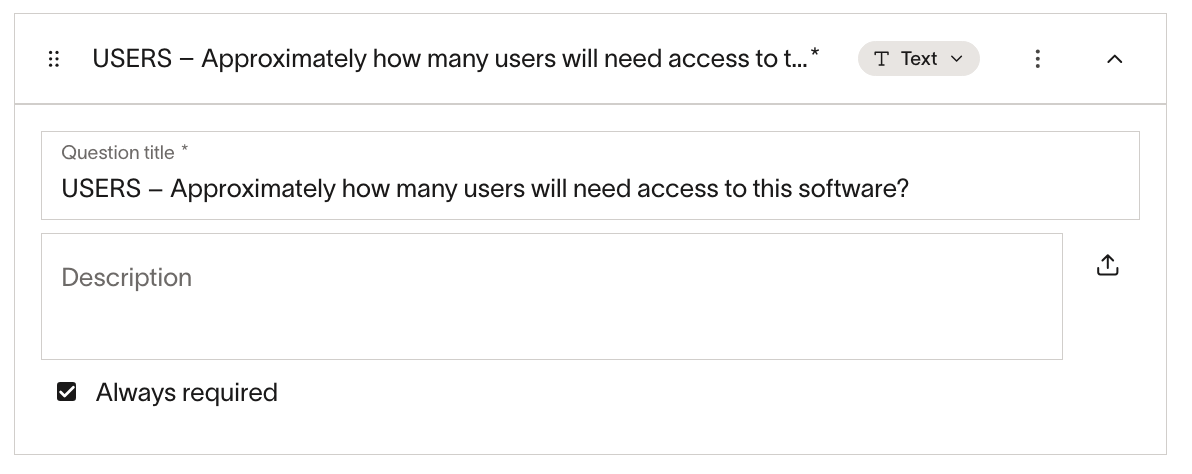 USERS – Approximately how many users will need access to t...* Text
Question title *
USERS – Approximately how many users will need access to this software?
Description
Always required